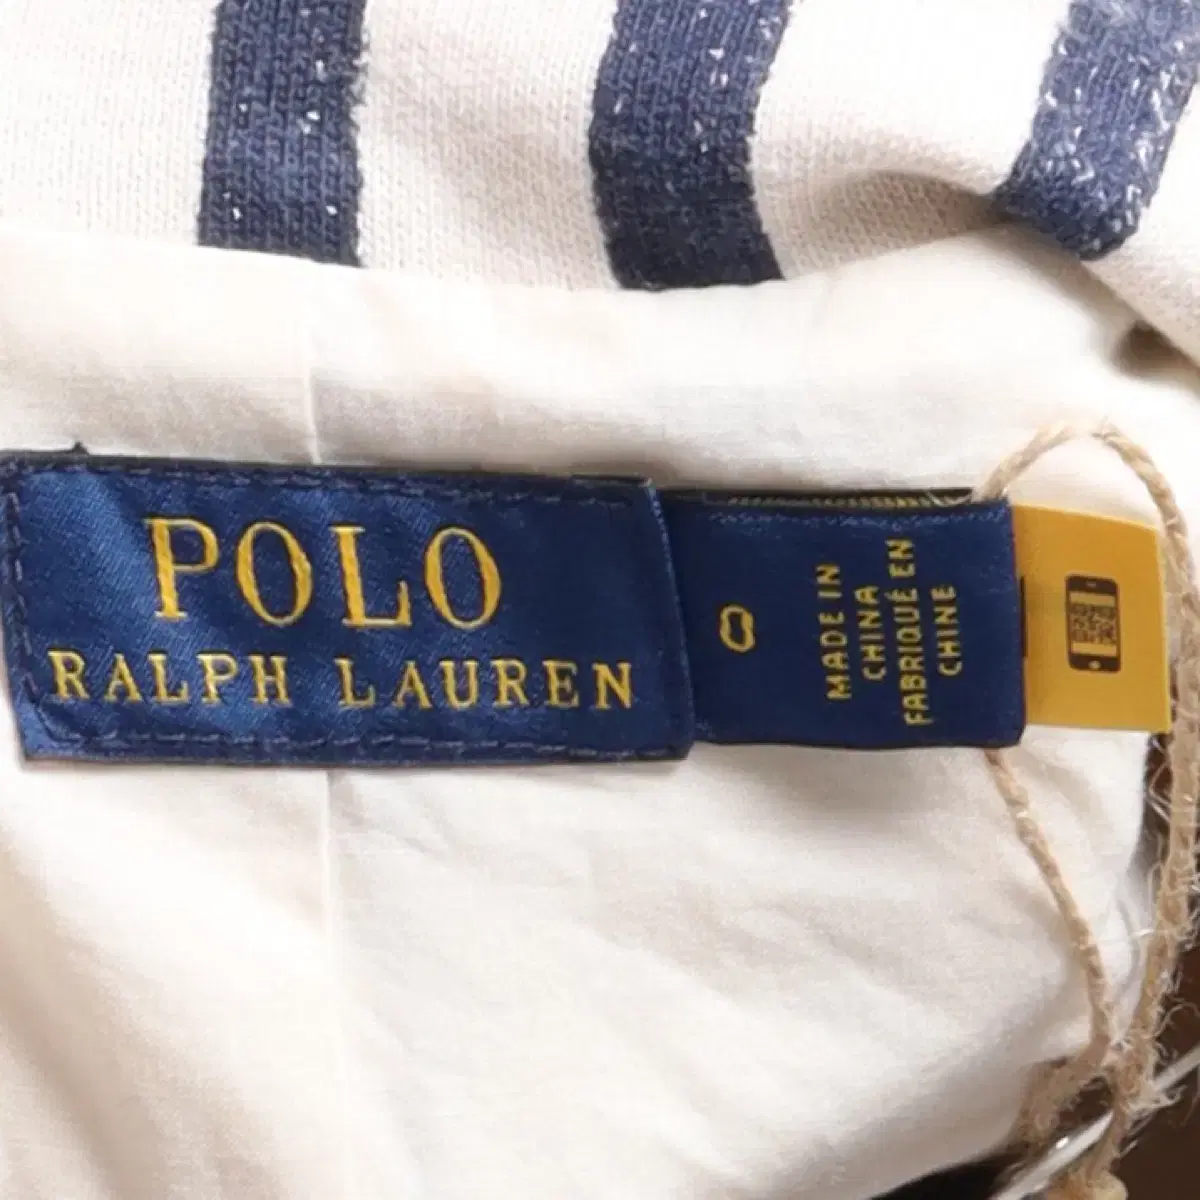 POLO
RALPH LAUREN
0
MADE IN
CHINA
FABRIQUÉ EN
CHINE